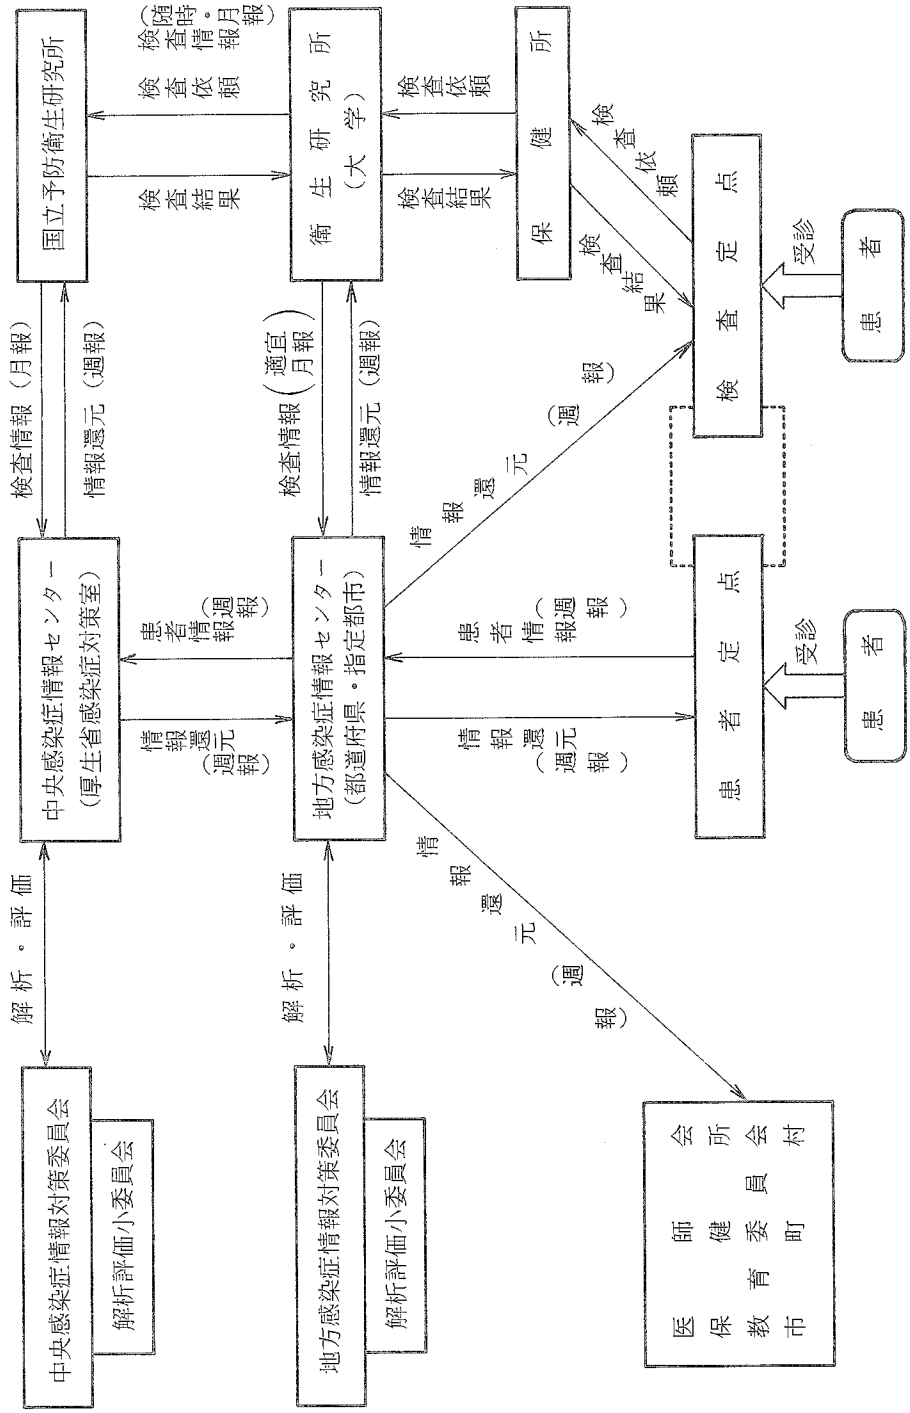 中央感染症情報対策委員会
解析評価小委員会
解析・評価
中央感染症情報センター
(厚生省感染症対策室)
検査情報(月報)
情報還元(週報)
国立予防衛生研究所
情報還元
(週報)
患者情報
(週報)
検査結果
検査依頼
検査情報
(随時・月報)
地方感染症情報対策委員会
解析評価小委員会
解析・評価
地方感染症情報センター
(都道府県・指定都市)
検査情報(適宜月報)
情報還元(週報)
衛生研究所
(大学)
検査結果
検査依頼
保健所
情報還元(週報)
情報還元
(週報)
患者情報
(週報)
情報還元(週報)
検査結果
検査依頼
医師会
保健所
教育委員会
市町村
患者定点
検査定点
受診
受診
患者
患者